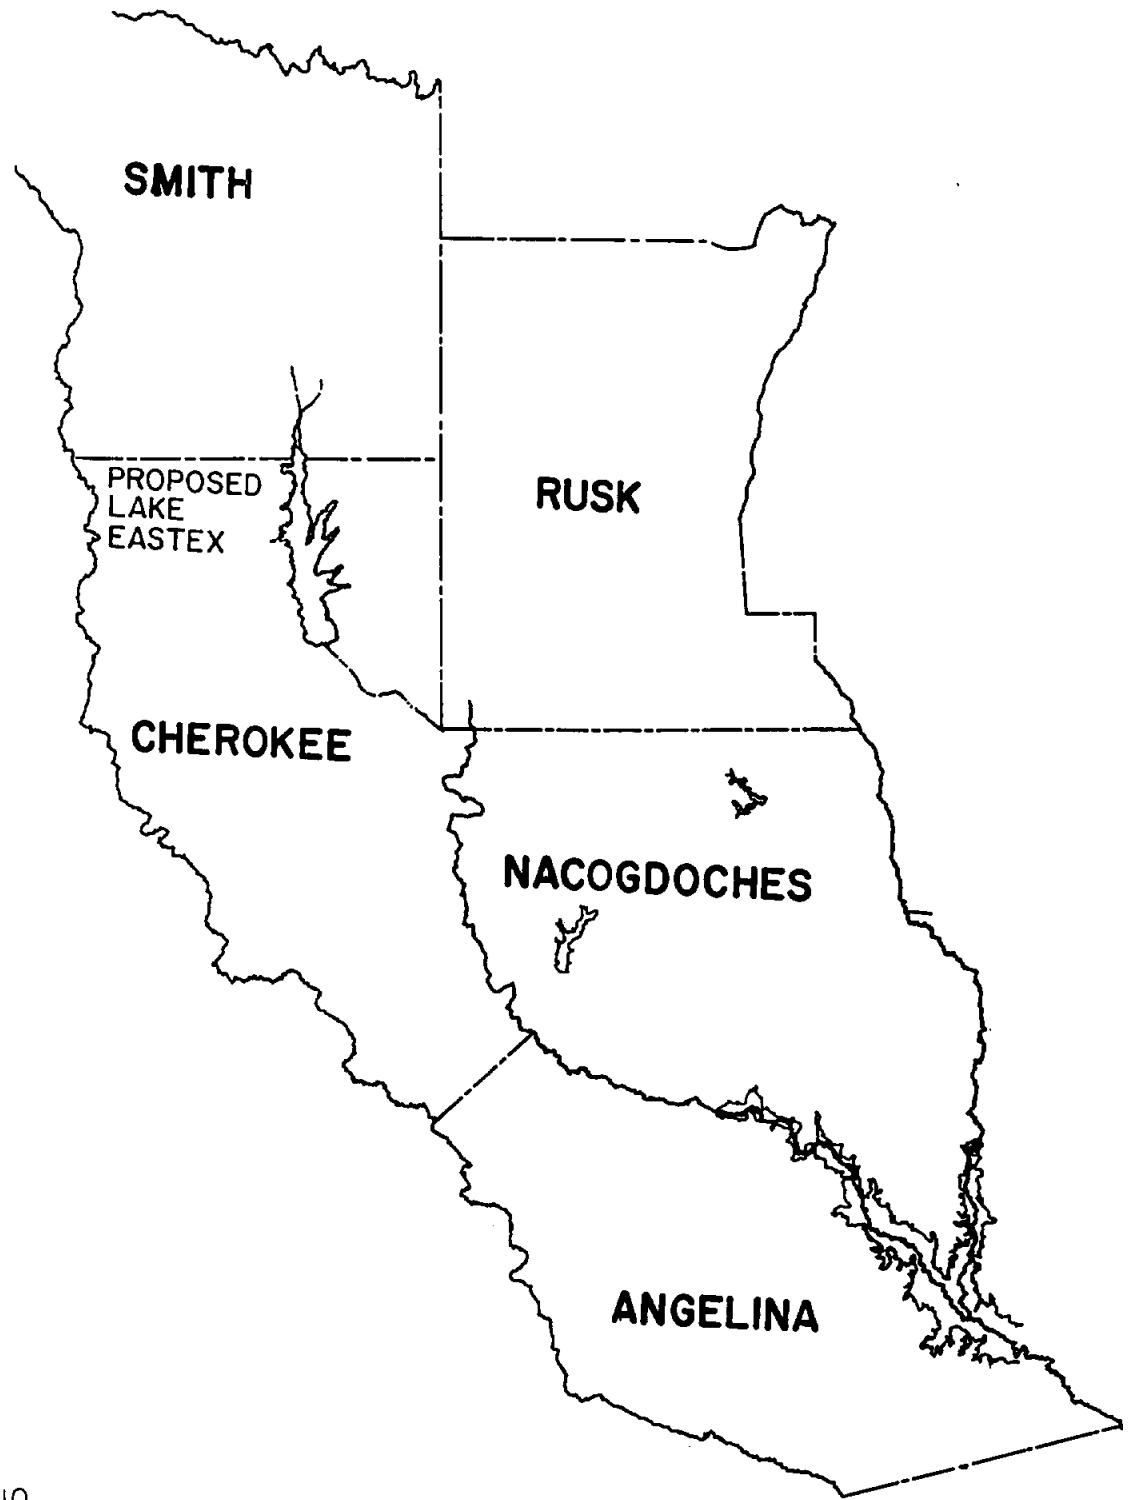 SMITH
PROPOSED
LAKE
EASTEX
RUSK
CHEROKEE
NACOGDOCHES
ANGELINA